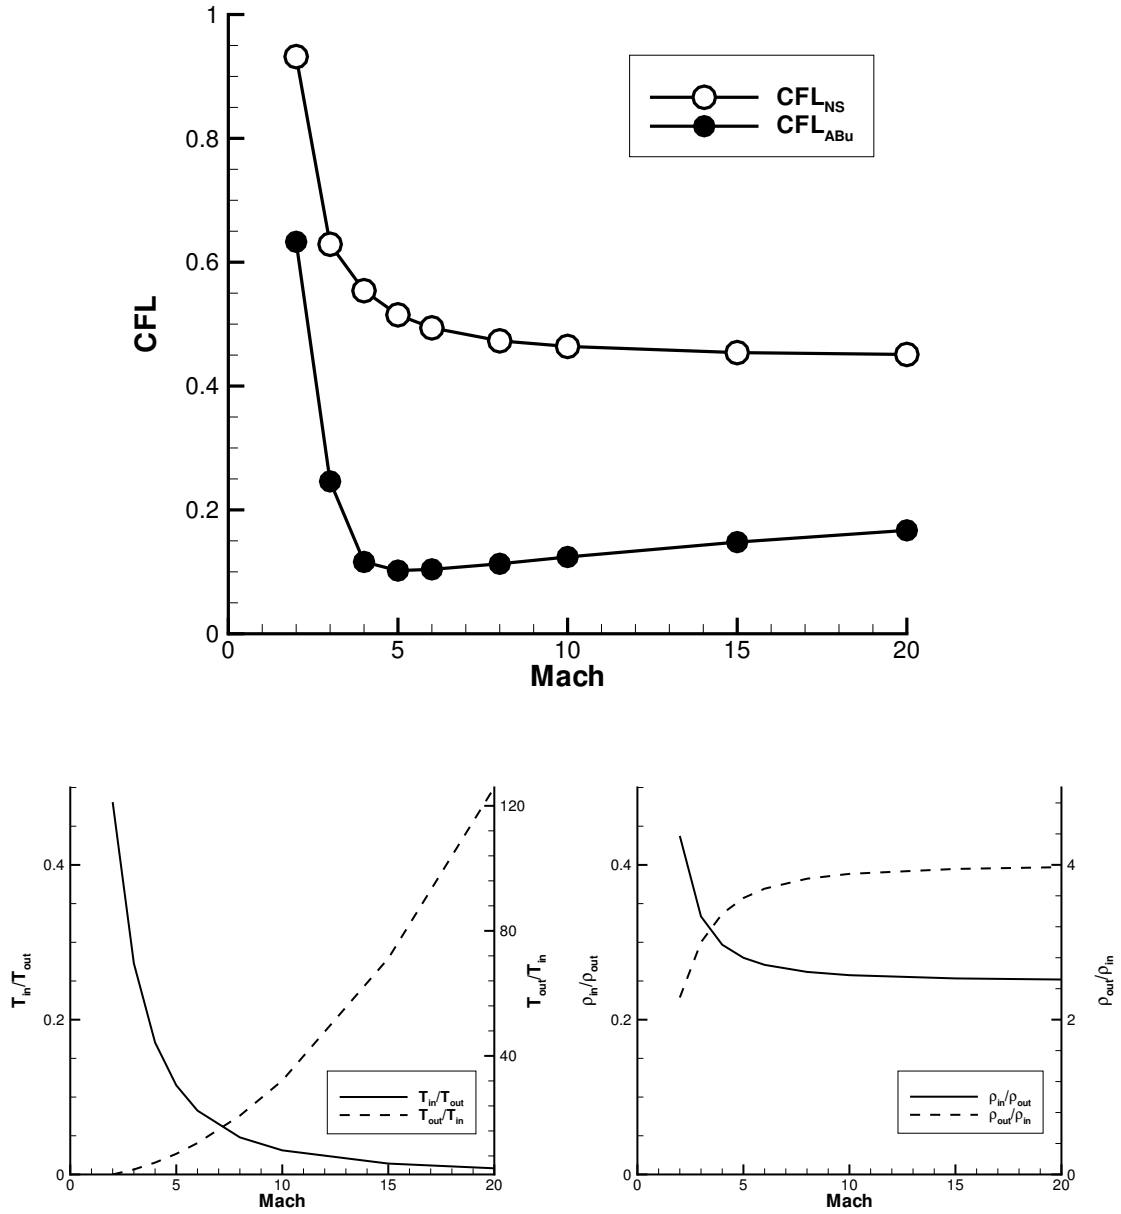 1
0.8
0.6
0.4
0.2
0
CFL
CFL_NS
CFL_ABu
0 5 10 15 20
Mach
0.4
0.2
0
T_in/T_out
120
80
40
T_out/T_in
T_in/T_out
T_out/T_in
0 5 10 15 20
Mach
0.4
0.2
0
ρ_in/ρ_out
4
2
0
ρ_out/ρ_in
ρ_in/ρ_out
ρ_out/ρ_in
0 5 10 15 20
Mach